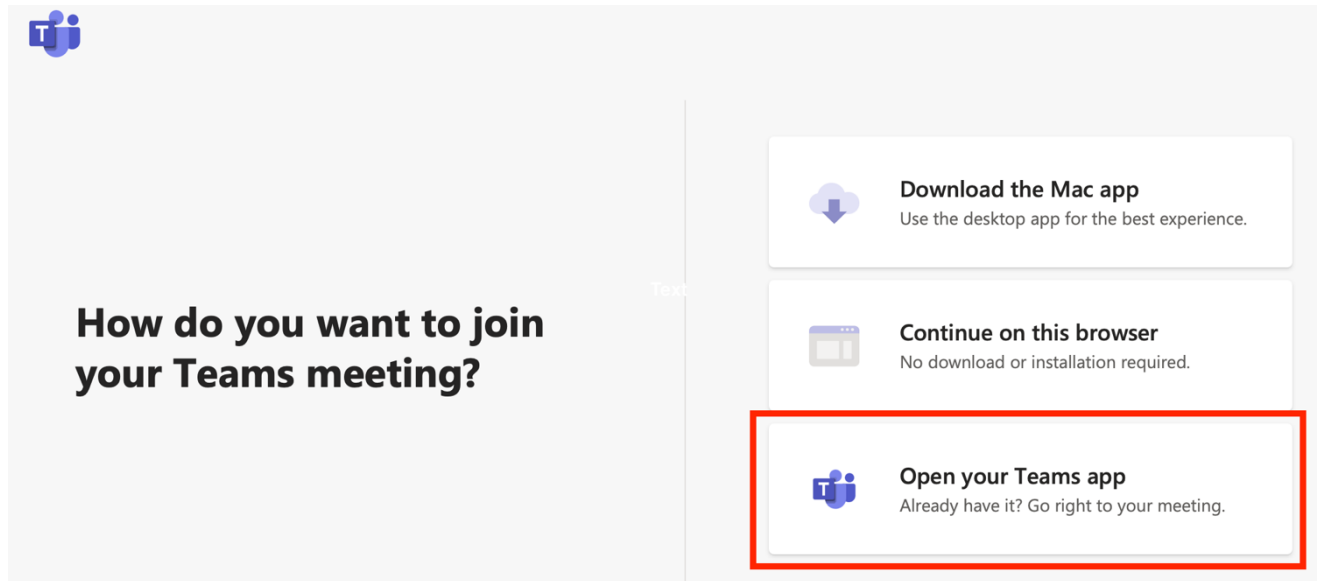 T
How do you want to join
your Teams meeting?
Download the Mac app
Use the desktop app for the best experience.
Text
Continue on this browser
No download or installation required.
T
Open your Teams app
Already have it? Go right to your meeting.